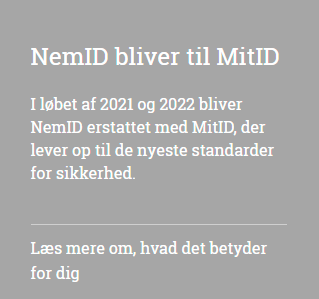 NemID bliver til MitID
I løbet af 2021 og 2022 bliver
NemID erstattet med MitID, der
lever op til de nyeste standarder
for sikkerhed.
Læs mere om, hvad det betyder
for dig